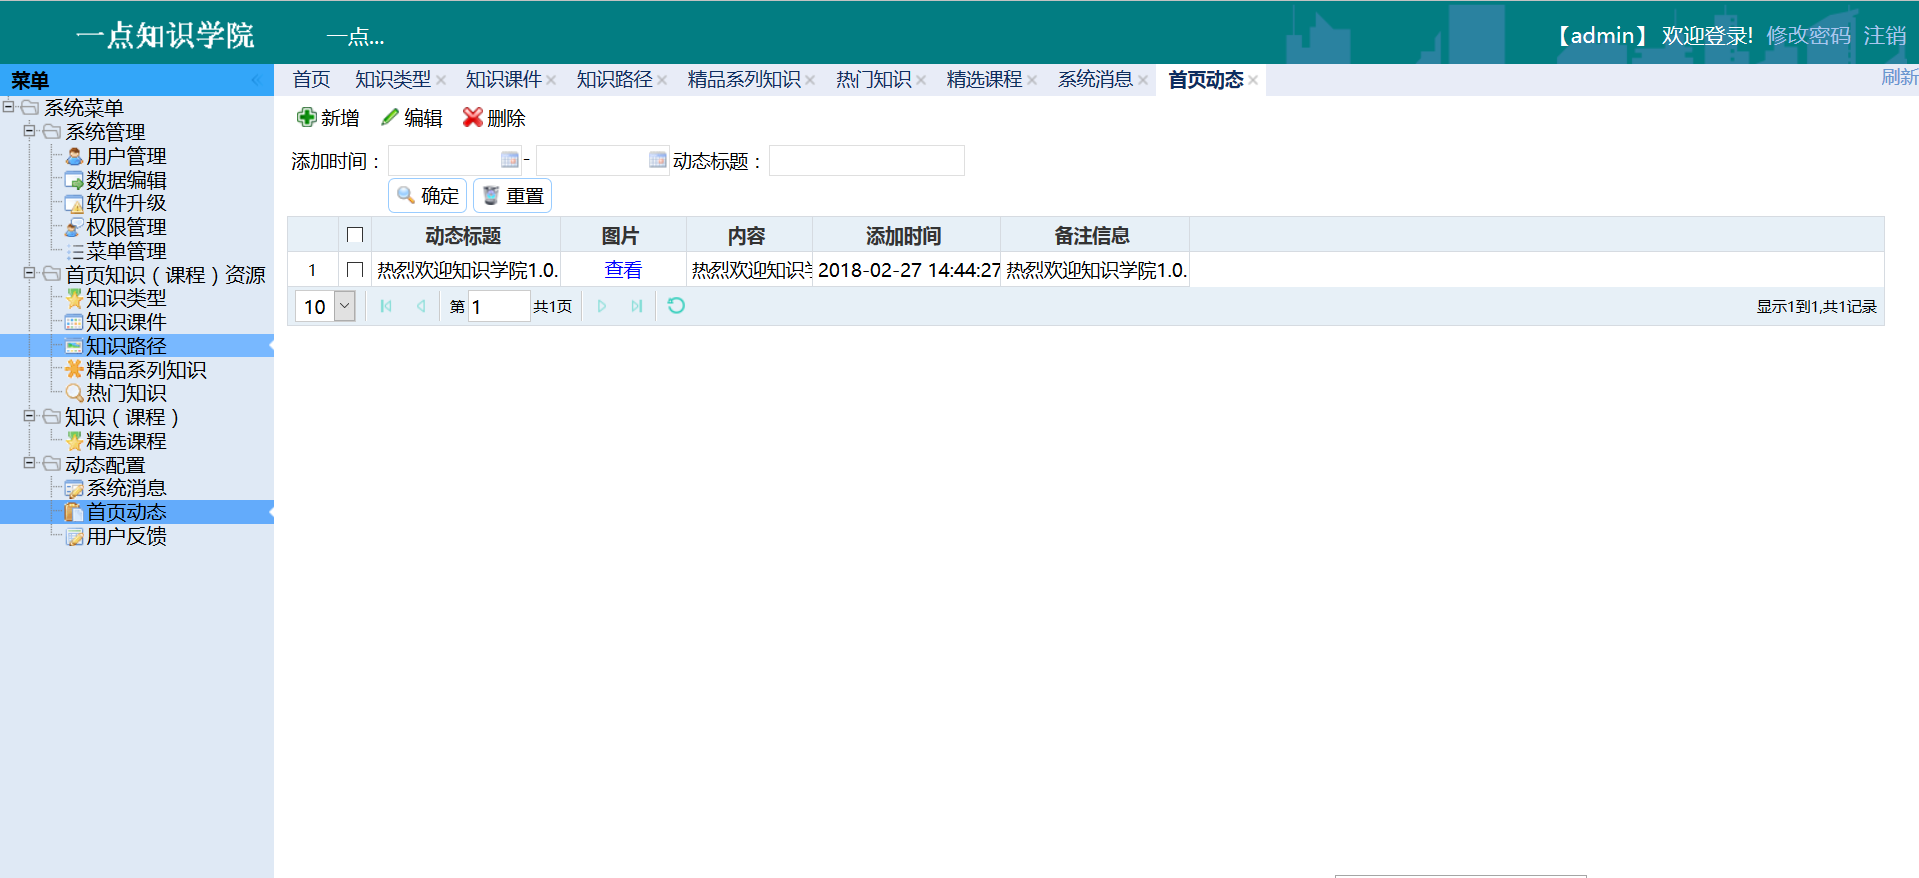 一点知识学院 一点... 【admin】 欢迎登录! 修改密码 注销
菜单
首页 知识类型 知识课件 知识路径 精品系列知识 热门知识 精选课程 系统消息 首页动态 刷新
系统菜单
系统管理
用户管理
数据编辑
软件升级
权限管理
菜单管理
首页知识（课程）资源
知识类型
知识课件
知识路径
精品系列知识
热门知识
知识（课程）
精选课程
动态配置
系统消息
首页动态
用户反馈
新增 编辑 删除
添加时间： - 动态标题：
确定 重置
动态标题 图片 内容 添加时间 备注信息
1 热烈欢迎知识学院1.0. 查看 热烈欢迎知识 2018-02-27 14:44:27 热烈欢迎知识学院1.0.
10 第 1 共1页 显示1到1,共1记录